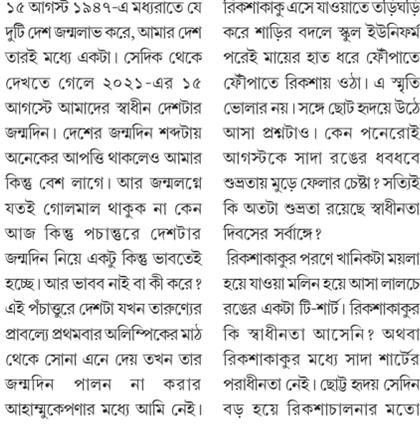 ১৫ আগস্ট ১৯৪৭-এ মধ্যরাতে যে
দুটি দেশ জন্মলাভ করে, আমার দেশ
তারই মধ্যে একটা। সেদিক থেকে
দেখতে গেলে ২০২১-এর ১৫
আগস্টে আমাদের স্বাধীন দেশটার
জন্মদিন। দেশের জন্মদিন শব্দটায়
অনেকের আপত্তি থাকলেও আমার
কিন্তু বেশ লাগে। আর জন্মলগ্নে
যতই গোলমাল থাকুক না কেন
আজ কিন্তু পচাত্তুরে দেশটার
জন্মদিন নিয়ে একটু কিন্তু ভাবতেই
হচ্ছে। আর ভাবব নাই বা কী করে?
এই পঁচাত্তুরে দেশটা যখন তারুণ্যের
প্রাবল্যে প্রথমবার অলিম্পিকের মাঠ
থেকে সোনা এনে দেয় তখন তার
জন্মদিন পালন না করার
আহাম্মুকেপণার মধ্যে আমি নেই।
রিকশাকাকু এসে যাওয়াতে তড়িঘড়ি
করে শাড়ির বদলে স্কুল ইউনিফর্ম
পরেই মায়ের হাত ধরে ফোঁপাতে
ফোঁপাতে রিকশায় ওঠা। এ স্মৃতি
ভোলার নয়। সঙ্গে ছোট হৃদয়ে উঠে
আসা প্রশ্নটাও। কেন পনেরোই
আগস্টকে সাদা রঙের ধবধবে
শুভ্রতায় মুড়ে ফেলার চেষ্টা? সত্যিই
কি অতটা শুভ্রতা রয়েছে স্বাধীনতা
দিবসের সর্বাঙ্গে?
রিকশাকাকুর পরণে খানিকটা ময়লা
হয়ে যাওয়া মলিন হয়ে আসা লালচে
রঙের একটা টি-শার্ট। রিকশাকাকুর
কি স্বাধীনতা আসেনি? অথবা
রিকশাকাকুর মধ্যে সাদা শার্টের
পরাধীনতা নেই। ছোট্ট হৃদয় সেদিন
বড় হয়ে রিকশাচালনার মতো